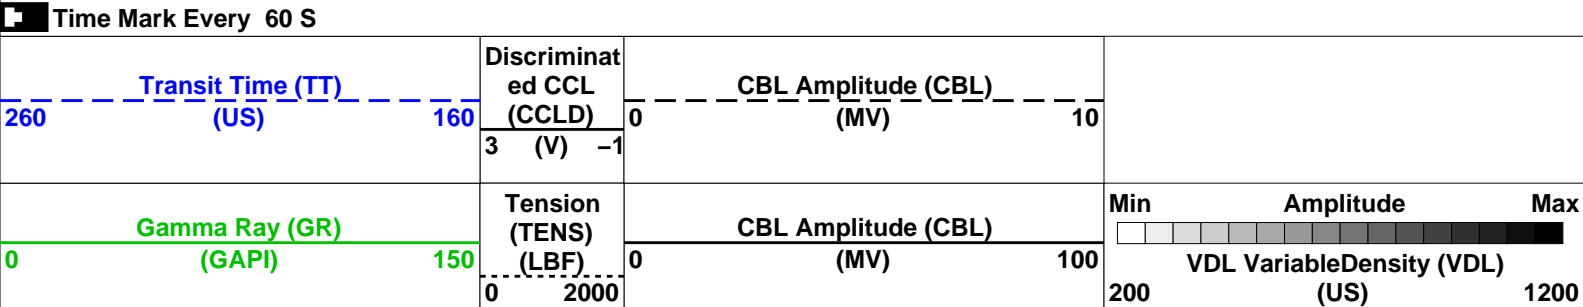 Time Mark Every 60 S
Transit Time (TT)
260 (US) 160
Discriminat
ed CCL
(CCLD)
3 (V) −1
CBL Amplitude (CBL)
0 (MV) 10
Gamma Ray (GR)
0 (GAPI) 150
Tension
(TENS)
(LBF)
0 2000
CBL Amplitude (CBL)
0 (MV) 100
Min Amplitude Max
VDL VariableDensity (VDL)
200 (US) 1200